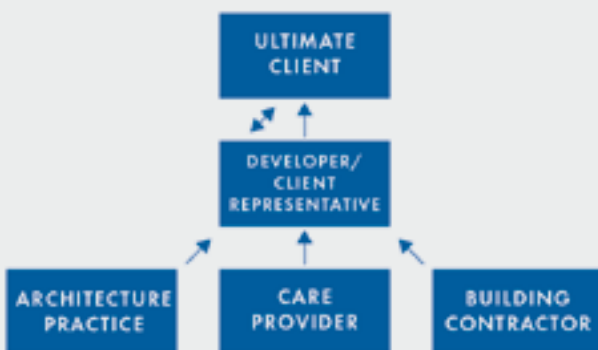 ULTIMATE
CLIENT
DEVELOPER/
CLIENT
REPRESENTATIVE
ARCHITECTURE
PRACTICE
CARE
PROVIDER
BUILDING
CONTRACTOR